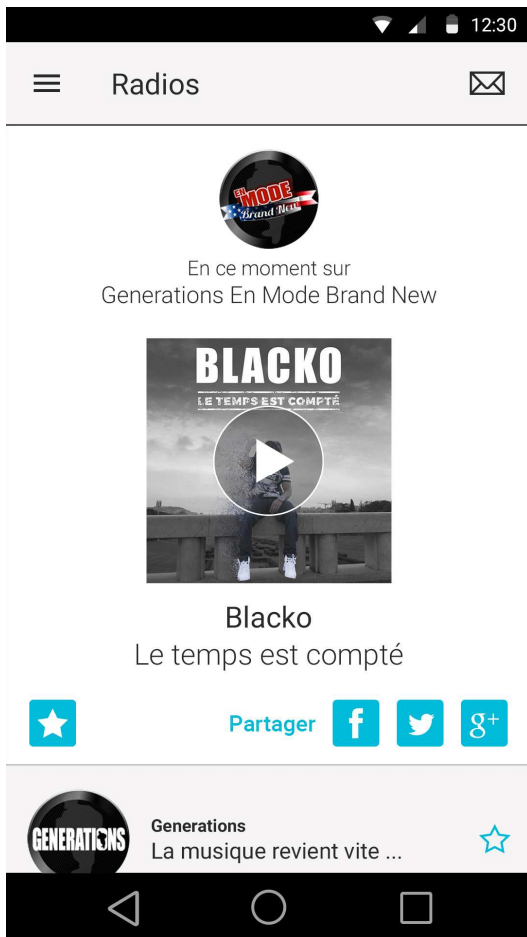 12:30
Radios
EN
MODE
Brand New
En ce moment sur
Generations En Mode Brand New
BLACKO
LE TEMPS EST COMPTÉ
Blacko
Le temps est compté
Partager
f
g+
GENERATIONS
Generations
La musique revient vite ...